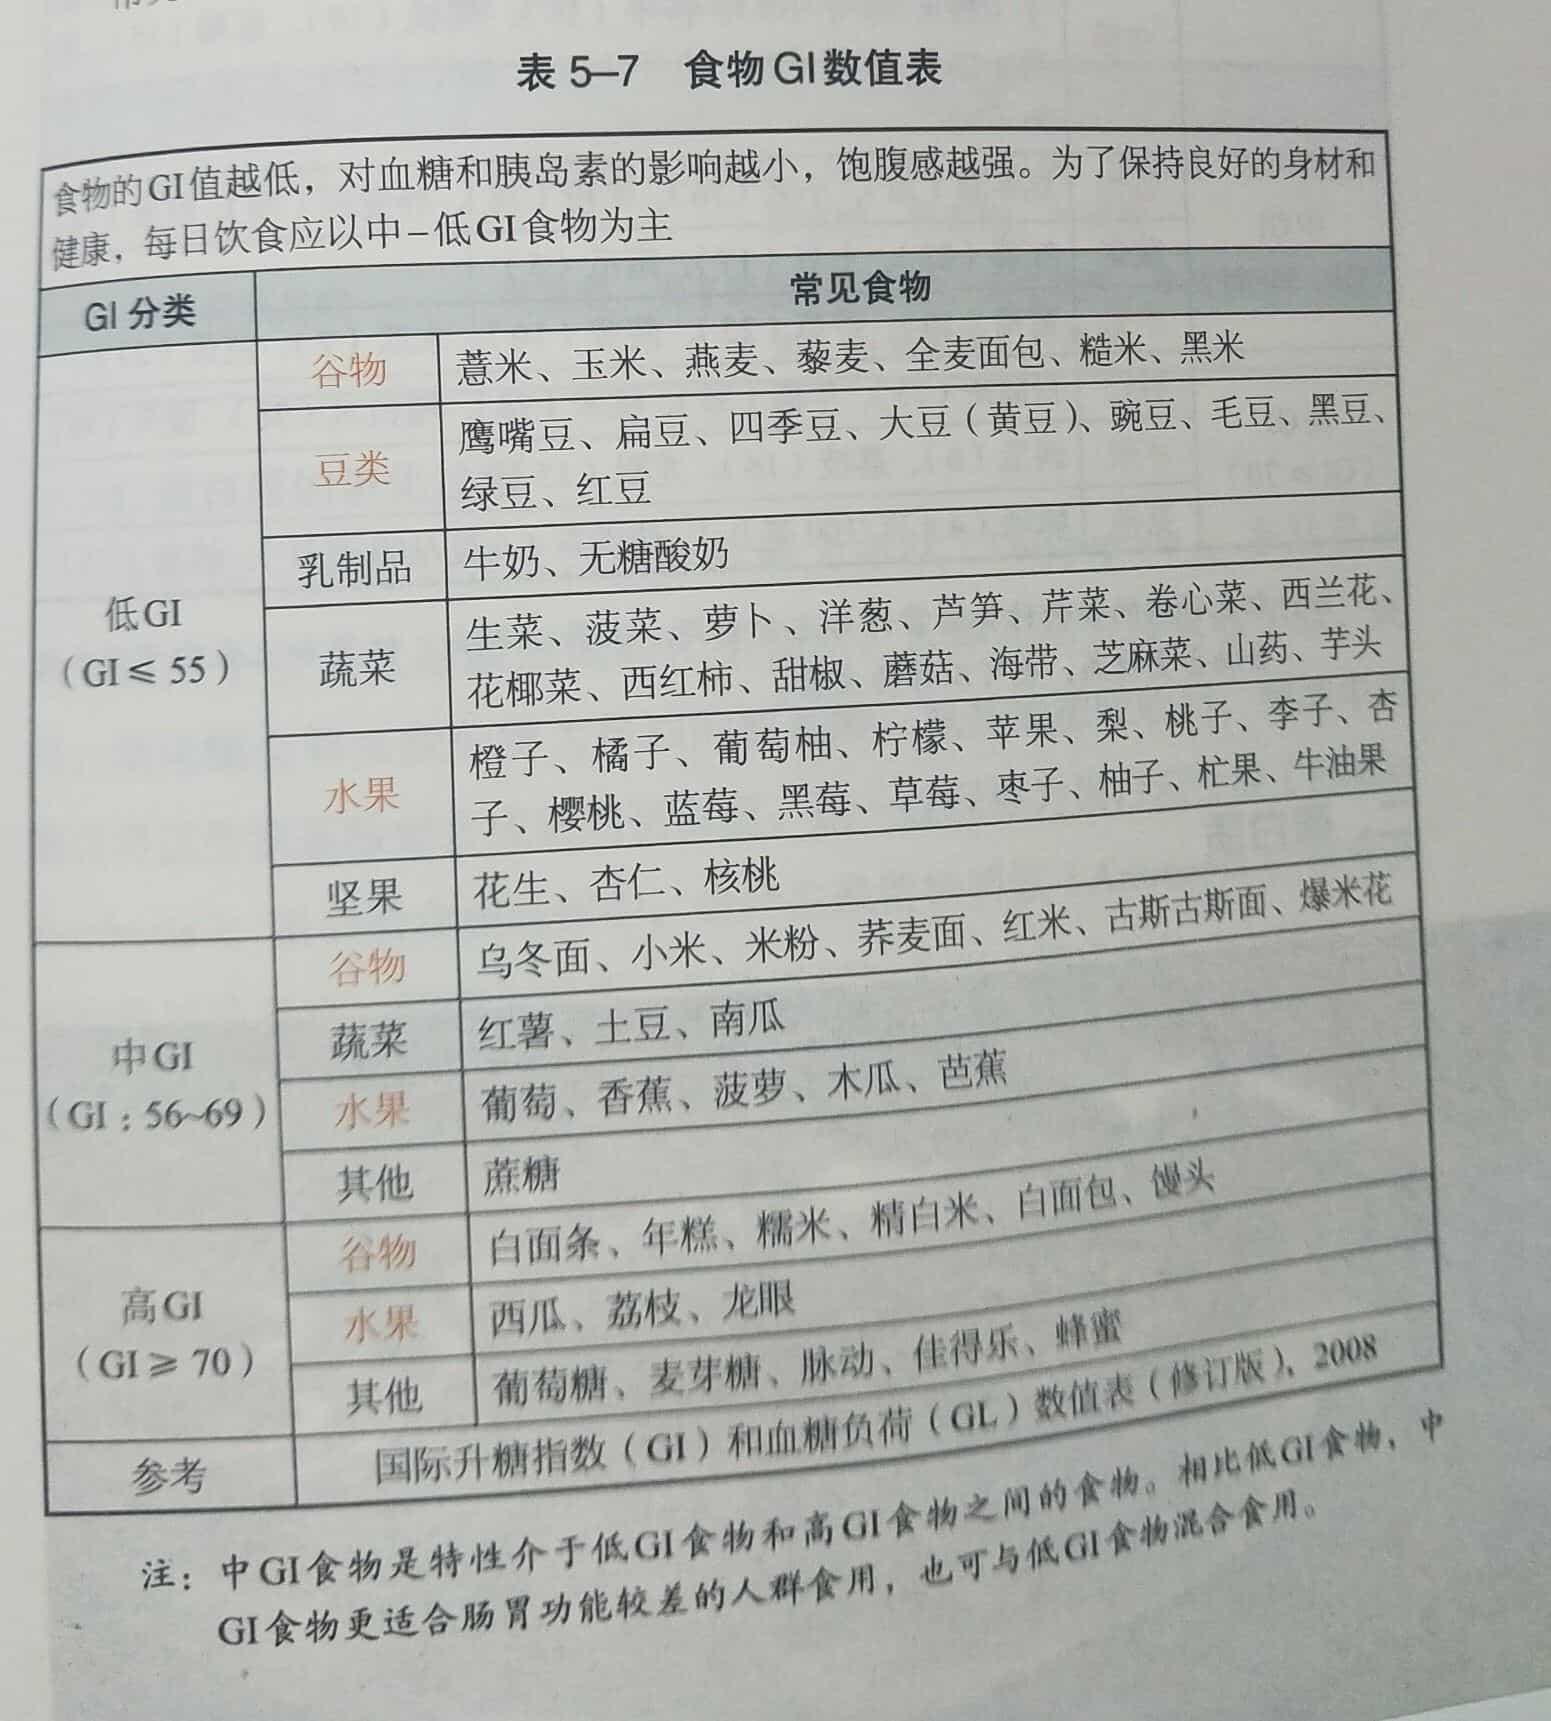 表 5–7 食物GI数值表
食物的GI值越低，对血糖和胰岛素的影响越小，饱腹感越强。为了保持良好的身材和
健康，每日饮食应以中–低GI食物为主
GI 分类 常见食物
低GI
（GI≤55）
谷物 薏米、玉米、燕麦、藜麦、全麦面包、糙米、黑米
豆类 鹰嘴豆、扁豆、四季豆、大豆（黄豆）、豌豆、毛豆、黑豆、
绿豆、红豆
乳制品 牛奶、无糖酸奶
蔬菜 生菜、菠菜、萝卜、洋葱、芦笋、芹菜、卷心菜、西兰花、
花椰菜、西红柿、甜椒、蘑菇、海带、芝麻菜、山药、芋头
水果 橙子、橘子、葡萄柚、柠檬、苹果、梨、桃子、李子、杏
子、樱桃、蓝莓、黑莓、草莓、枣子、柚子、杧果、牛油果
坚果 花生、杏仁、核桃
中GI
（GI：56~69）
谷物 乌冬面、小米、米粉、荞麦面、红米、古斯古斯面、爆米花
蔬菜 红薯、土豆、南瓜
水果 葡萄、香蕉、菠萝、木瓜、芭蕉
其他 蔗糖
高GI
（GI≥70）
谷物 白面条、年糕、糯米、精白米、白面包、馒头
水果 西瓜、荔枝、龙眼
其他 葡萄糖、麦芽糖、脉动、佳得乐、蜂蜜
参考 国际升糖指数（GI）和血糖负荷（GL）数值表（修订版），2008
注：中GI食物是特性介于低GI食物和高GI食物之间的食物。相比低GI食物，中
GI食物更适合肠胃功能较差的人群食用，也可与低GI食物混合食用。